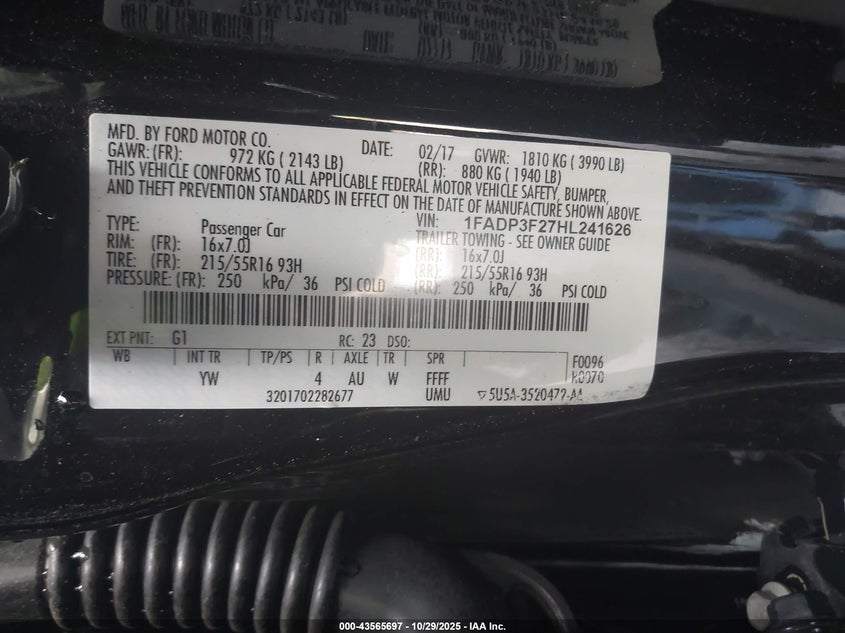 MFD. BY FORD MOTOR CO. DATE: 02/17 GVWR: 1810 KG ( 3990 LB)
GAWR: (FR): 972 KG ( 2143 LB) (RR): 880 KG ( 1940 LB)
THIS VEHICLE CONFORMS TO ALL APPLICABLE FEDERAL MOTOR VEHICLE SAFETY, BUMPER,
AND THEFT PREVENTION STANDARDS IN EFFECT ON THE DATE OF MANUFACTURE SHOWN ABOVE.
VIN: 1FADP3F27HL241626
TYPE: Passenger Car TRAILER TOWING - SEE OWNER GUIDE
RIM: (FR): 16x7.0J (RR): 16x7.0J
TIRE: (FR): 215/55R16 93H (RR): 215/55R16 93H
PRESSURE: (FR): 250 kPa/ 36 PSI COLD (RR): 250 kPa/ 36 PSI COLD
EXT PNT: G1 RC: 23 DSO:
WB INT TR TP/PS R AXLE TR SPR F0096
YW 4 AU W FFFF K0070
3201702282677 UMU ▽5U5A-3520472-AA
000-43565697 - 10/29/2025 - IAA Inc.